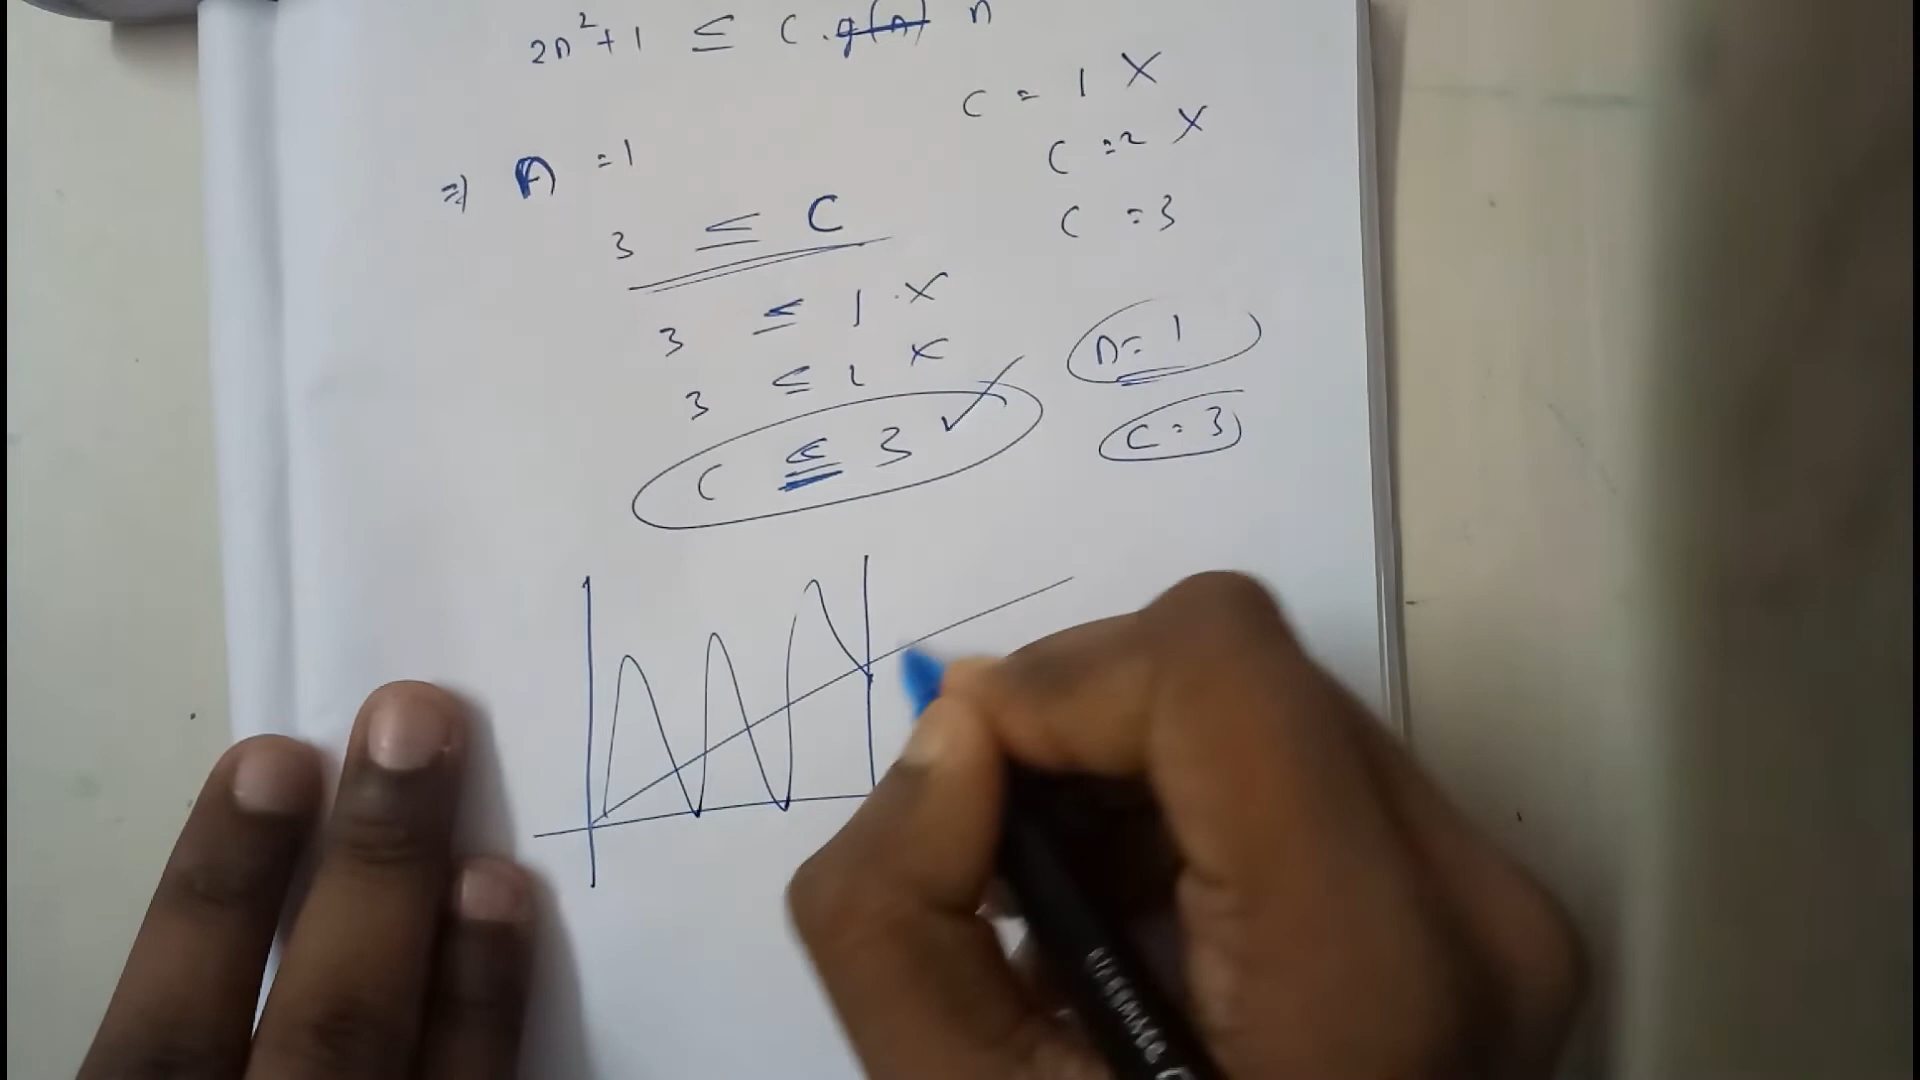 2n²+1 ≤ C . g(n) n
C = 1 X
⇒ n = 1
C = 2 X
3 ≤ C
C = 3
3 ≤ 1 X
n = 1
3 ≤ 2 X
C = 3
C ≤ 3 ✓